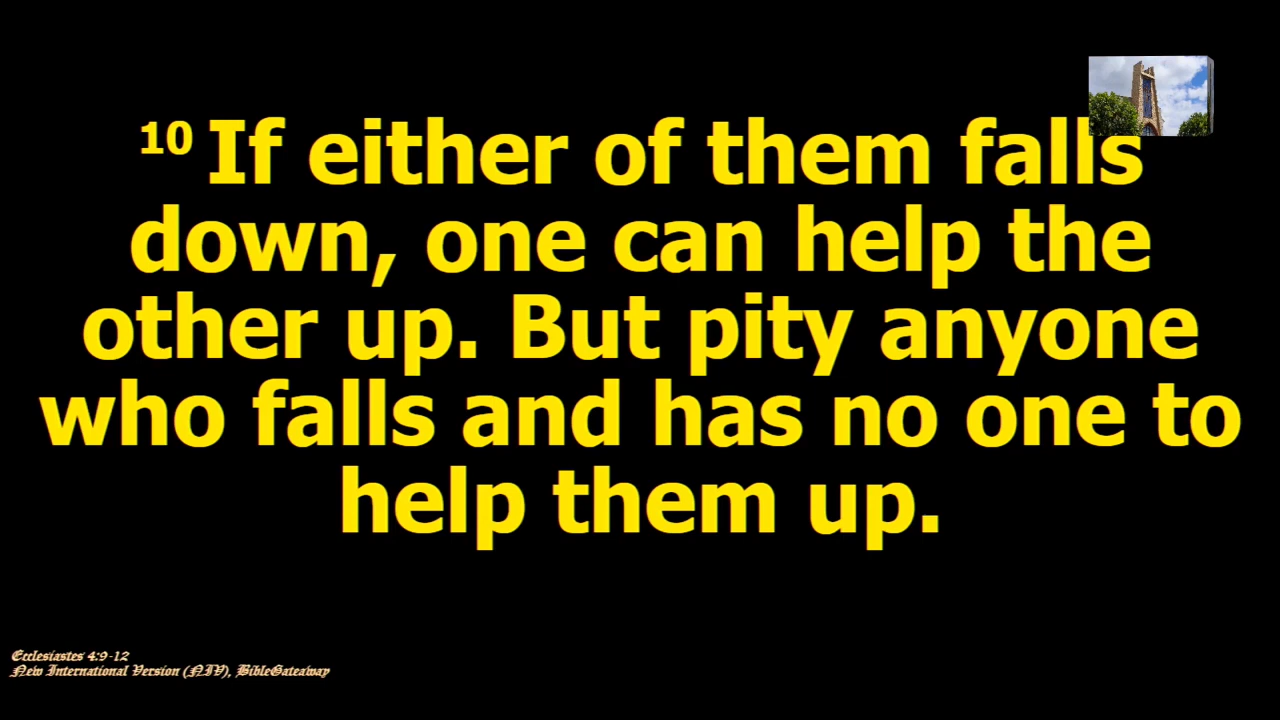 10 If either of them falls
down, one can help the
other up. But pity anyone
who falls and has no one to
help them up.
Ecclesiastes 4:9-12
New International Version (NIV), BibleGateaway